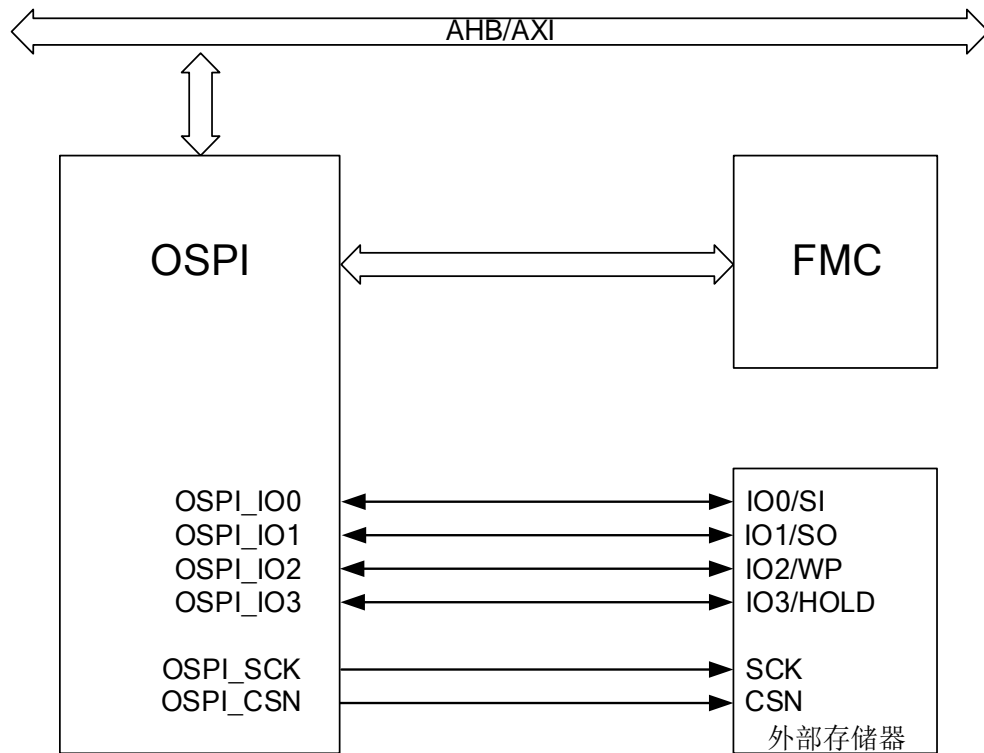 AHB/AXI
OSPI
FMC
OSPI_IO0
IO0/SI
OSPI_IO1
IO1/SO
OSPI_IO2
IO2/WP
OSPI_IO3
IO3/HOLD
OSPI_SCK
SCK
OSPI_CSN
CSN
外部存储器